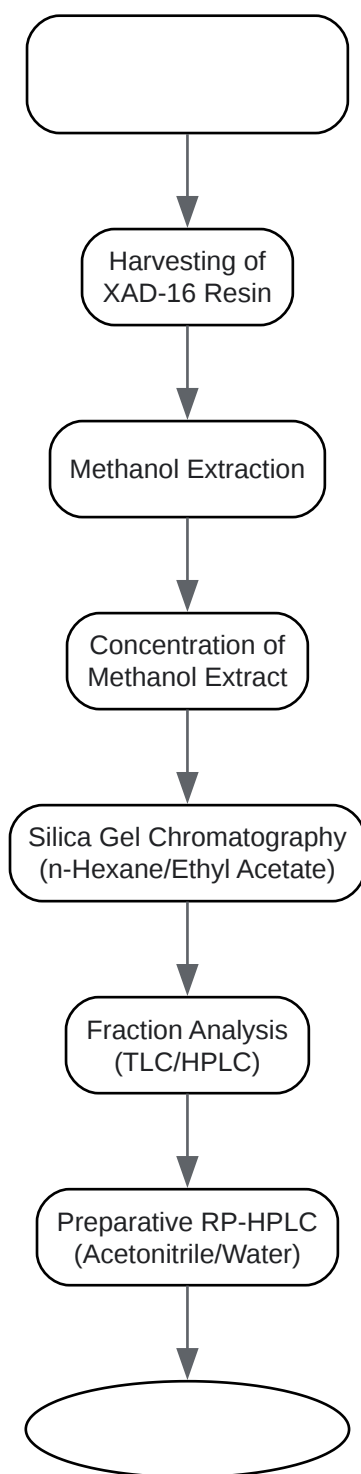 Harvesting of
XAD-16 Resin
Methanol Extraction
Concentration of
Methanol Extract
Silica Gel Chromatography
(n-Hexane/Ethyl Acetate)
Fraction Analysis
(TLC/HPLC)
Preparative RP-HPLC
(Acetonitrile/Water)